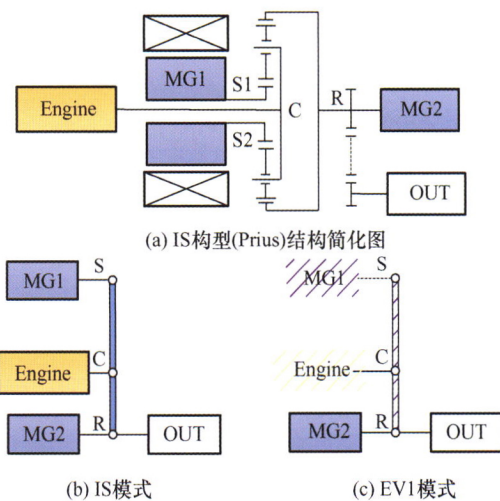 MG1
S1
Engine
C
R
MG2
S2
OUT
(a) IS构型(Prius)结构简化图
MG1
S
Engine
C
MG2
R
OUT
(b) IS模式
MG1
S
Engine
C
MG2
R
OUT
(c) EV1模式